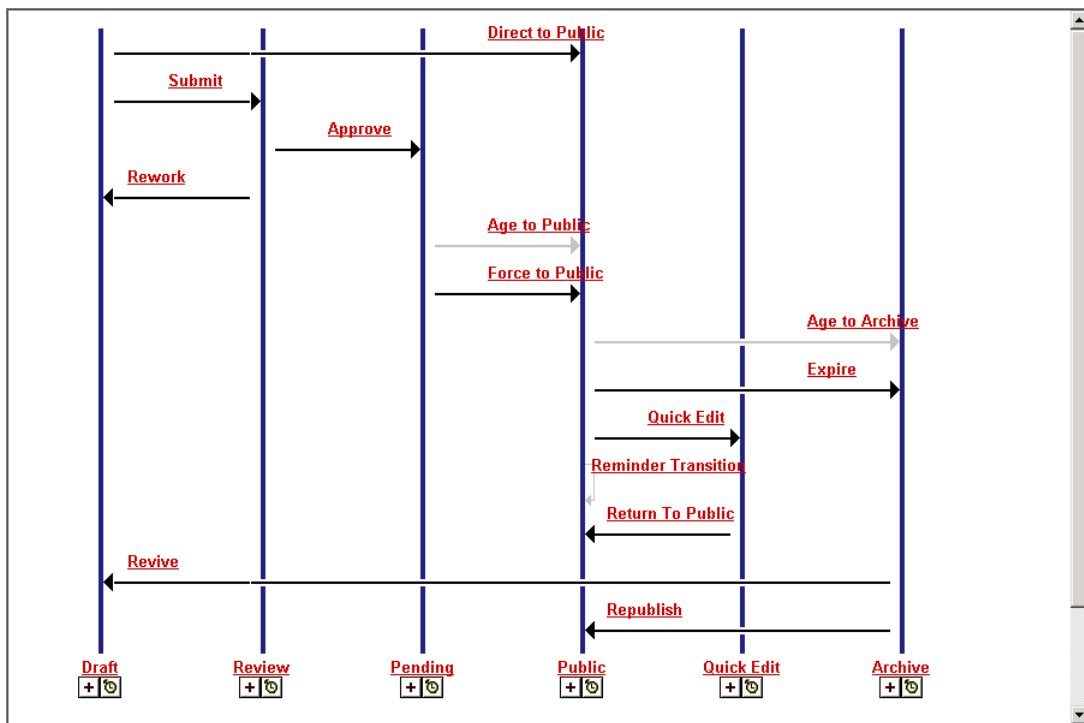 Direct to Public
Submit
Approve
Rework
Age to Public
Force to Public
Age to Archive
Expire
Quick Edit
Reminder Transition
Return To Public
Revive
Republish
Draft Review Pending Public Quick Edit Archive
+ + + + + +